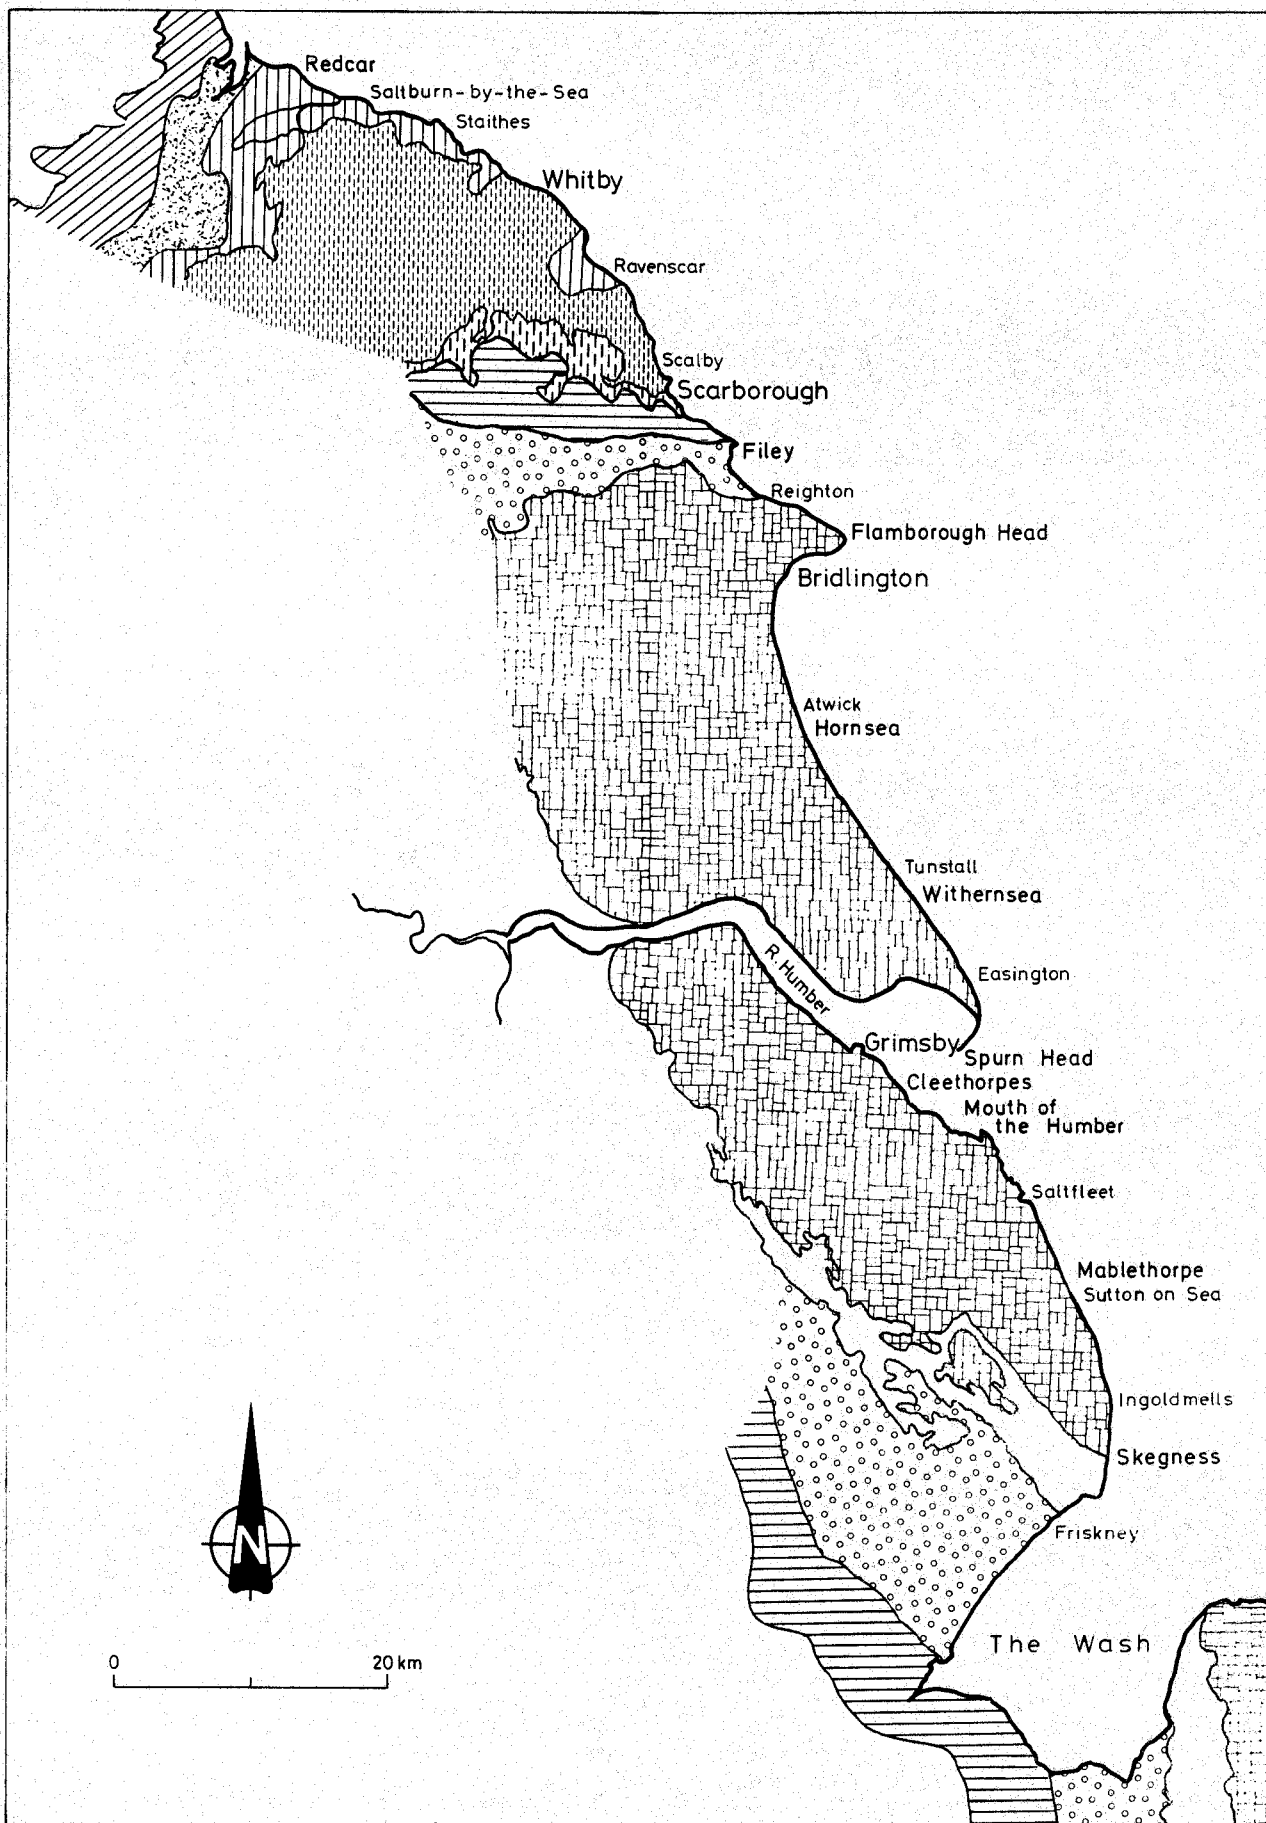 Redcar
Saltburn-by-the-Sea
Staithes
Whitby
Ravenscar
Scalby
Scarborough
Filey
Reighton
Flamborough Head
Bridlington
Atwick
Hornsea
Tunstall
Withernsea
R. Humber
Easington
Grimsby
Spurn Head
Cleethorpes
Mouth of
the Humber
Saltfleet
Mablethorpe
Sutton on Sea
Ingoldmells
Skegness
Friskney
N
The Wash
0 20 km